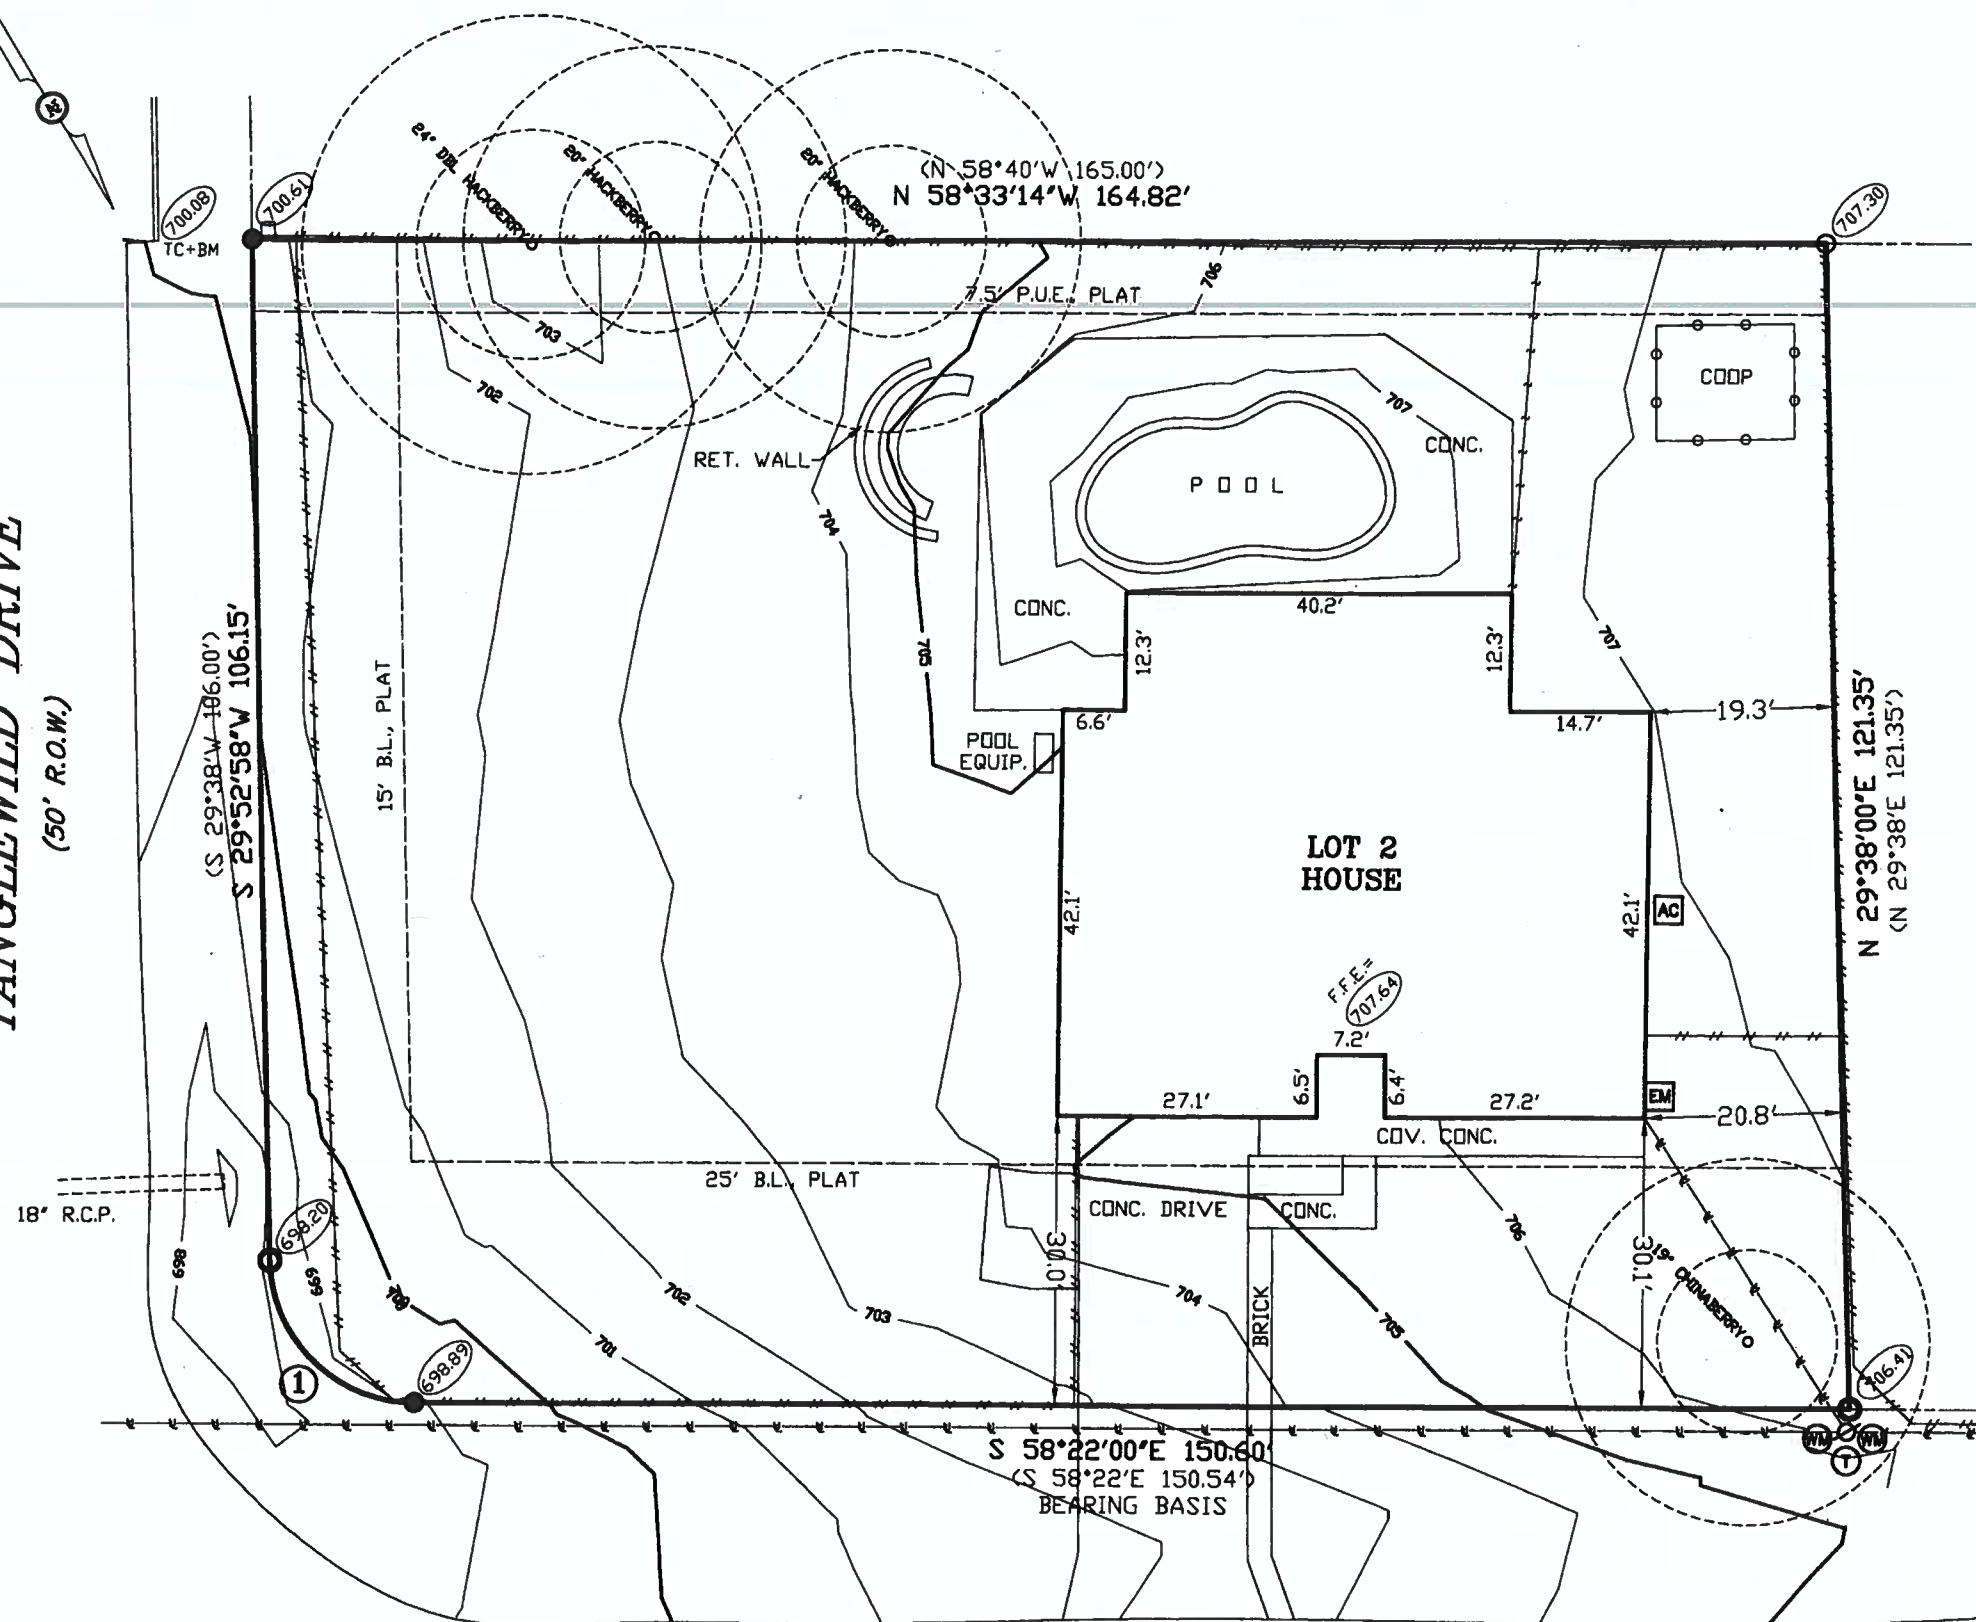 24" DBL HACKBERRY
20" HACKBERRY
20" HACKBERRY
(N 58°40'W 165.00')
N 58°33'14"W 164.82'
700.08
TC+BM
700.61
707.30
706
7.5' P.U.E., PLAT
703
702
COOP
707
CONC.
RET. WALL
POOL
704
TANGLEWILD DRIVE
(50' R.O.W.)
(S 29°38'W 106.00')
S 29°52'58"W 106.15'
15' B.L., PLAT
CONC.
705
40.2'
12.3'
12.3'
707
6.6'
14.7'
19.3'
POOL
EQUIP.
N 29°38'00"E 121.35'
(N 29°38'E 121.35')
LOT 2
HOUSE
42.1'
42.1'
AC
F.F.E.=
707.64
7.2'
6.5'
6.4'
27.1'
27.2'
EM
20.8'
COV. CONC.
25' B.L., PLAT
CONC. DRIVE
CONC.
18" R.C.P.
698.20
699
699
700
30.0'
30.1'
706
19" CHINABERRY
702
704
703
701
BRICK
705
698.89
1
706.41
WM
WM
T
S 58°22'00"E 150.60'
(S 58°22'E 150.54')
BEARING BASIS